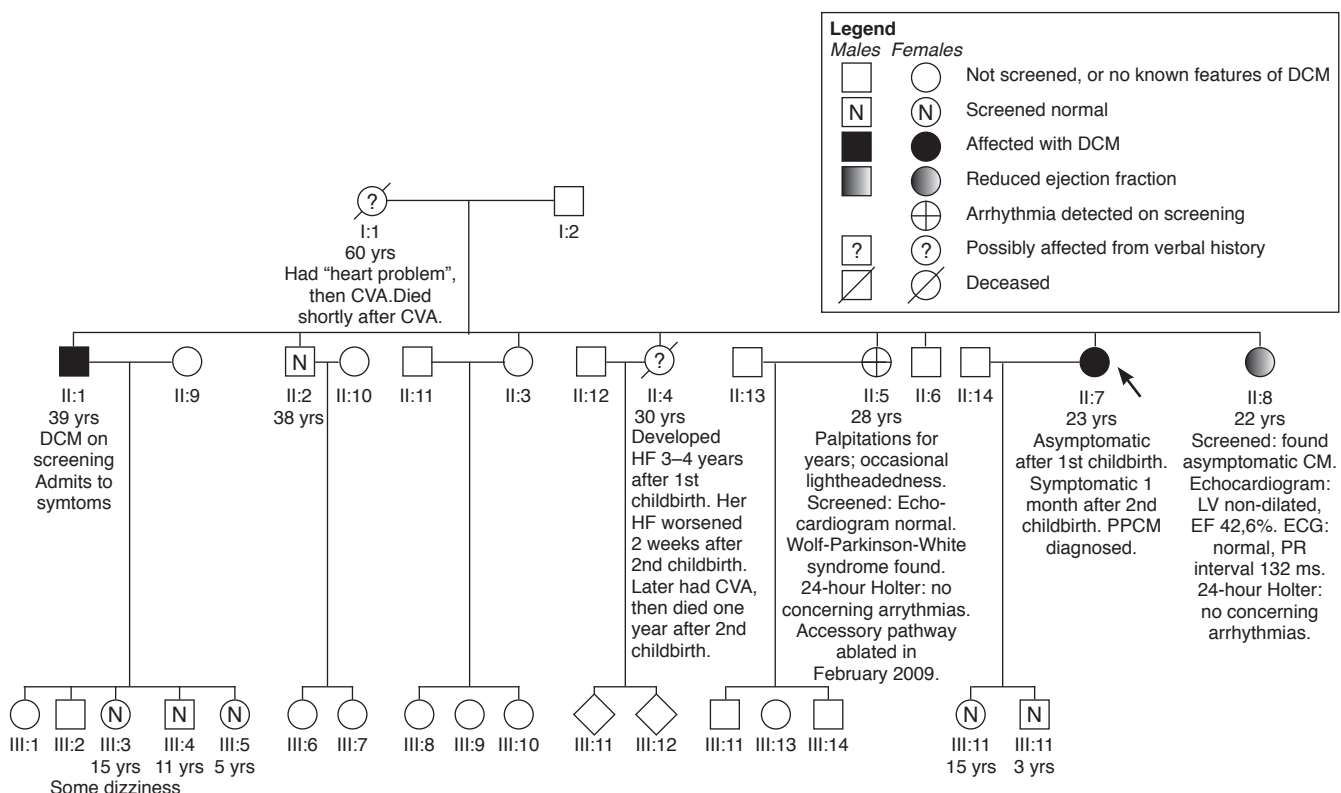 Legend
Males Females
Not screened, or no known features of DCM
N N Screened normal
Affected with DCM
Reduced ejection fraction
Arrhythmia detected on screening
? ? Possibly affected from verbal history
Deceased
?
I:1
60 yrs
Had “heart problem”,
then CVA.Died
shortly after CVA.
I:2
II:1
39 yrs
DCM on
screening
Admits to
symtoms
II:9
N
II:2
38 yrs
II:10
II:11
II:3
II:12
?
II:4
30 yrs
Developed
HF 3–4 years
after 1st
childbirth. Her
HF worsened
2 weeks after
2nd childbirth.
Later had CVA,
then died one
year after 2nd
childbirth.
II:13
II:5
28 yrs
Palpitations for
years; occasional
lightheadedness.
Screened: Echo-
cardiogram normal.
Wolf-Parkinson-White
syndrome found.
24-hour Holter: no
concerning arrythmias.
Accessory pathway
ablated in
February 2009.
II:6
II:14
II:7
23 yrs
Asymptomatic
after 1st childbirth.
Symptomatic 1
month after 2nd
childbirth. PPCM
diagnosed.
II:8
22 yrs
Screened: found
asymptomatic CM.
Echocardiogram:
LV non-dilated,
EF 42,6%. ECG:
normal, PR
interval 132 ms.
24-hour Holter:
no concerning
arrhythmias.
III:1
III:2
N
III:3
15 yrs
Some dizziness
N
III:4
11 yrs
N
III:5
5 yrs
III:6
III:7
III:8
III:9
III:10
III:11
III:12
III:11
III:13
III:14
N
III:11
15 yrs
N
III:11
3 yrs